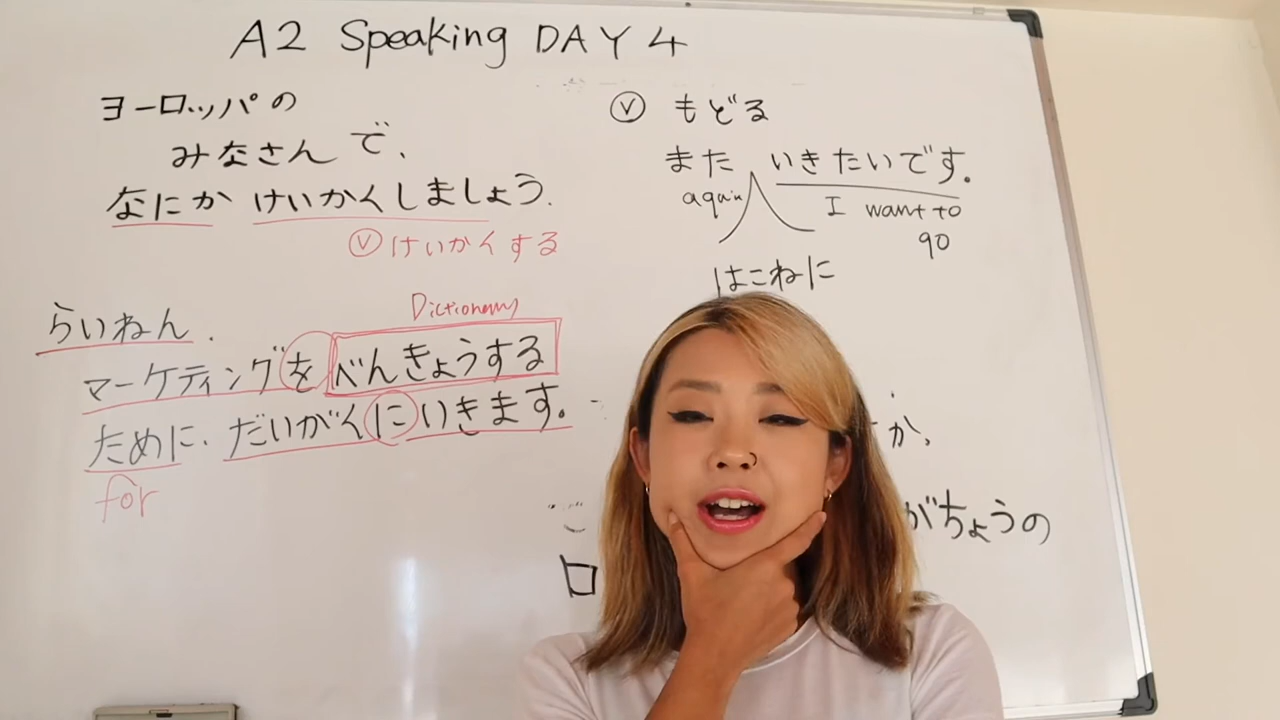 A2 Speaking DAY 4
ヨーロッパの
みなさんで、
なにか けいかくしましょう.
Ⓥけいかくする
らいねん.
Dictionary
マーケティングをべんきょうする
ために、だいがくにいきます。
for
Ⓥ もどる
また いきたいです。
again I want to
go
はこねに
か、
がちょうの